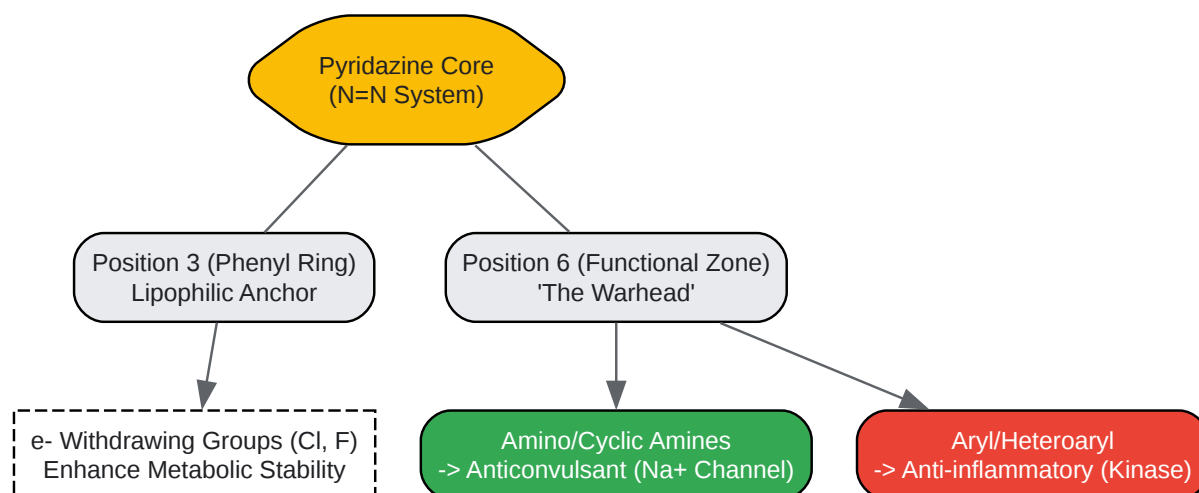 Pyridazine Core
(N=N System)
Position 3 (Phenyl Ring)
Lipophilic Anchor
Position 6 (Functional Zone)
'The Warhead'
e- Withdrawing Groups (Cl, F)
Enhance Metabolic Stability
Amino/Cyclic Amines
-> Anticonvulsant (Na+ Channel)
Aryl/Heteroaryl
-> Anti-inflammatory (Kinase)